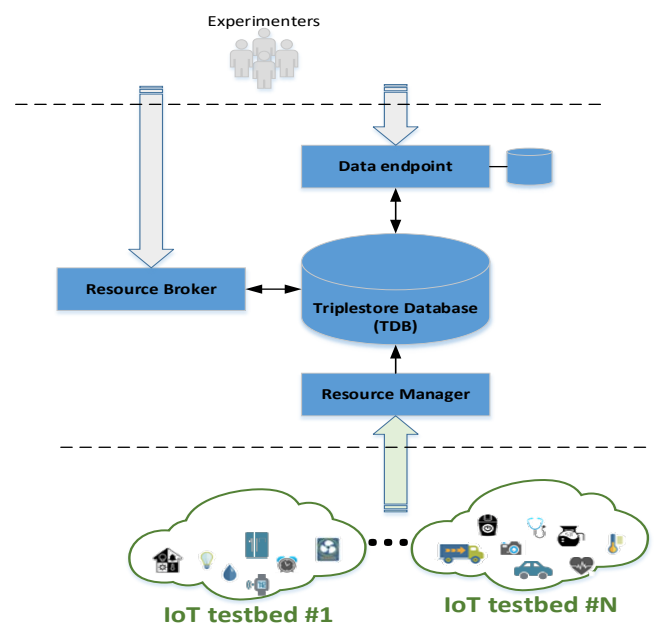 Experimenters
Data endpoint
Resource Broker
Triplestore Database
(TDB)
Resource Manager
IoT testbed #1
IoT testbed #N